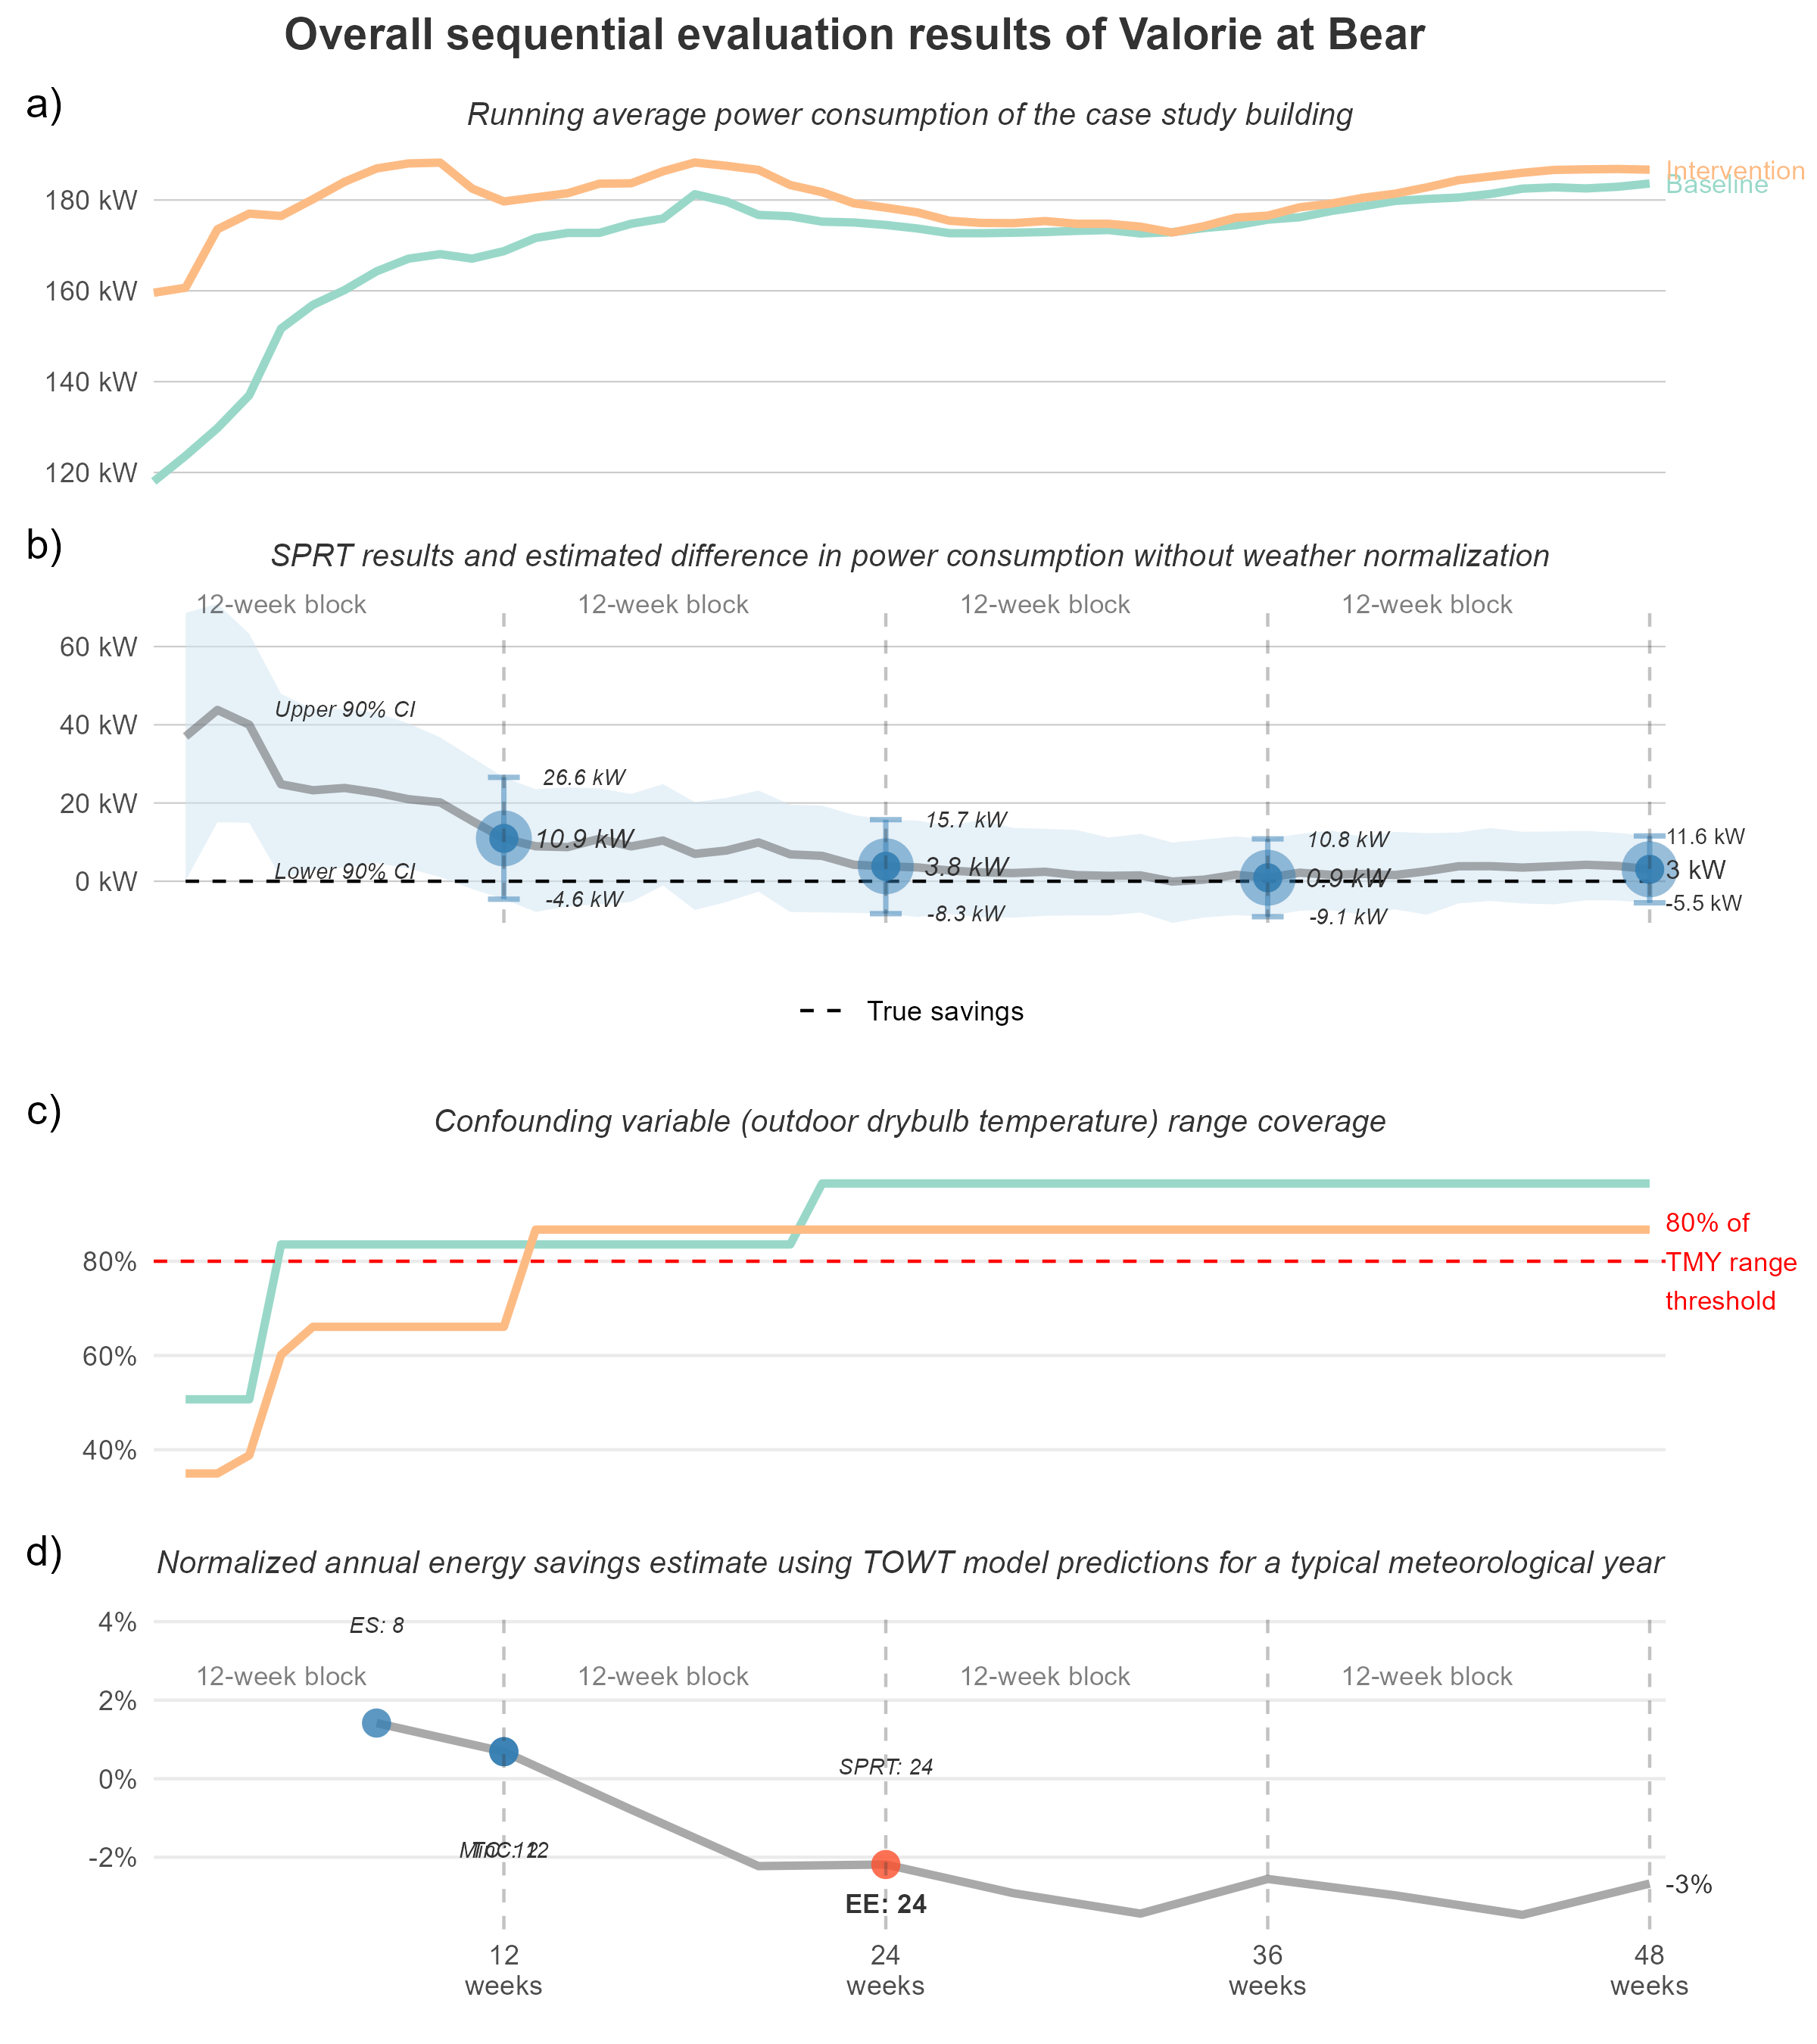 Overall sequential evaluation results of Valorie at Bear
a)
Running average power consumption of the case study building
180 kW
160 kW
140 kW
120 kW
Intervention
Baseline
b)
SPRT results and estimated difference in power consumption without weather normalization
12-week block
12-week block
12-week block
12-week block
60 kW
40 kW
20 kW
0 kW
Upper 90% CI
Lower 90% CI
26.6 kW
10.9 kW
-4.6 kW
15.7 kW
3.8 kW
-8.3 kW
10.8 kW
0.9 kW
-9.1 kW
11.6 kW
3 kW
-5.5 kW
True savings
c)
Confounding variable (outdoor drybulb temperature) range coverage
80%
60%
40%
80% of
TMY range
threshold
d)
Normalized annual energy savings estimate using TOWT model predictions for a typical meteorological year
4%
2%
0%
-2%
ES: 8
12-week block
12-week block
12-week block
12-week block
SPRT: 24
EE: 24
-3%
12
weeks
24
weeks
36
weeks
48
weeks